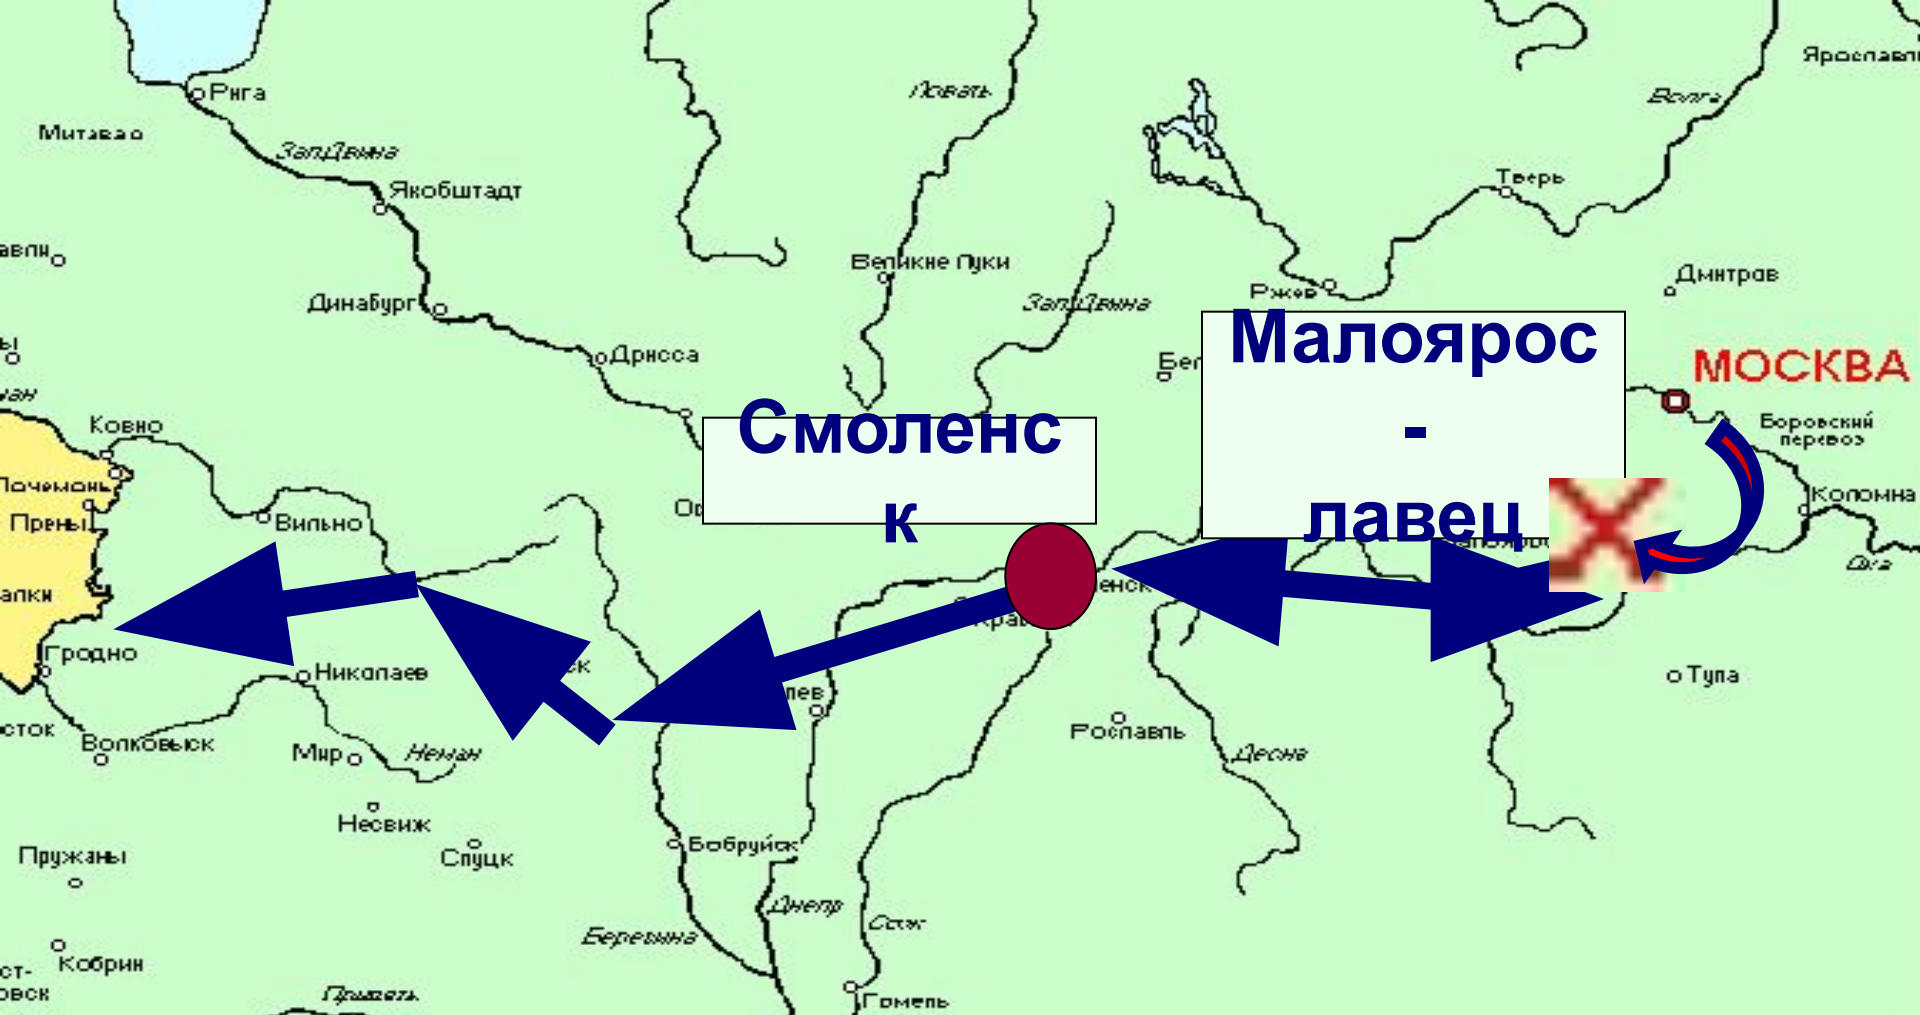 Ярославль
Ловать
Волга
Рига
Митава
Зап.Двина
Якобштадт
Тверь
Великие Луки
Дмитров
Динабург
Зап.Двина
Ржев
Дрисса
Малоярос
-
лавец
МОСКВА
Смоленс
к
Ковно
Боровский
перевоз
Коломна
Прены
Вильно
Ока
Гродно
Николаев
Тула
Волковыск
Мир
Неман
Рославль
Десна
Несвиж
Слуцк
Бобруйск
Пружаны
Днепр
Сож
Березина
Кобрин
Припять
Гомель